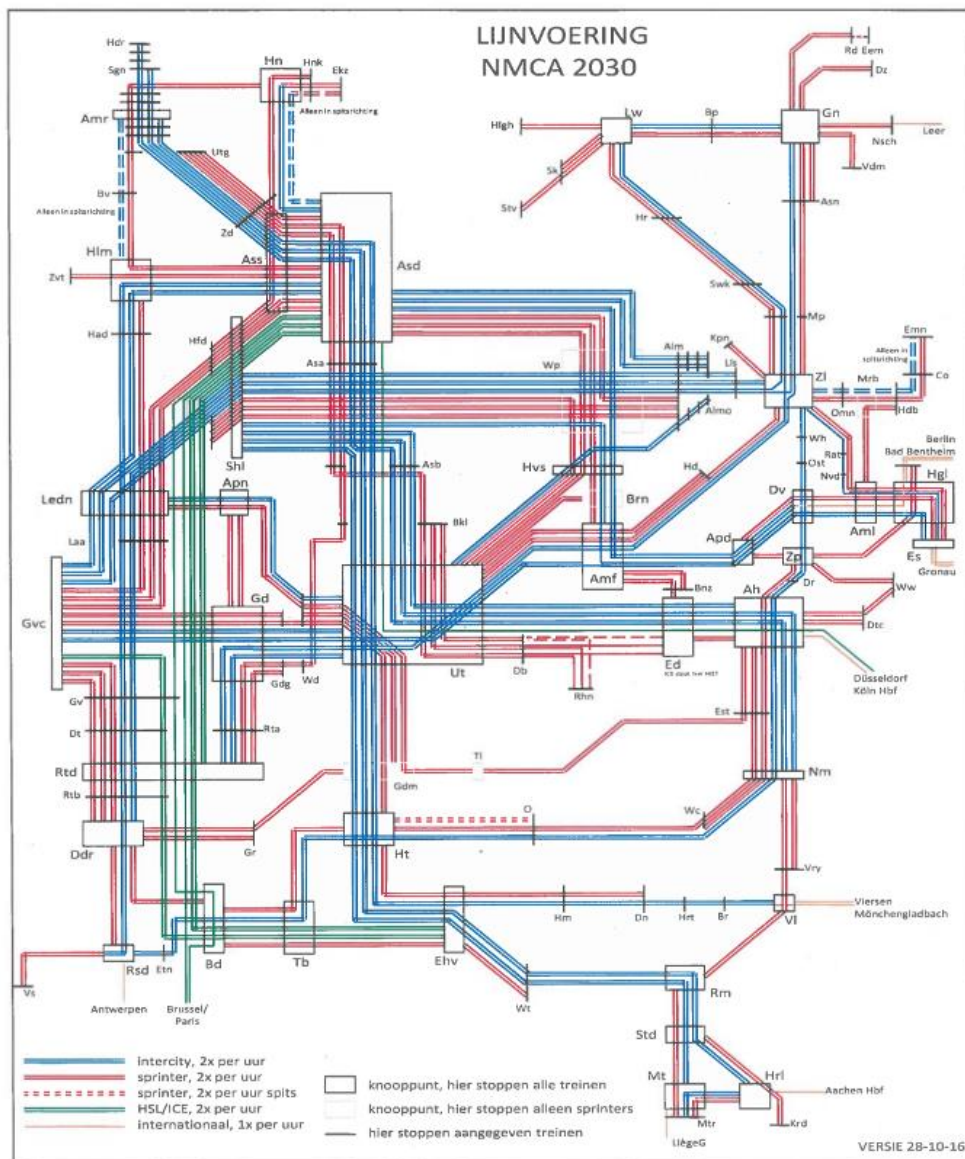 LIJNVOERING
NMCA 2030
Hdr
Sgn
Amr
Hn
Hnk
Ekz
Alleen in spitsrichting
Utg
Bv
Alleen in spitsrichting
Zd
Hlm
Ass
Asd
Zvt
Had
Hfd
Asa
Shl
Ledn
Apn
Laa
Gvc
Gd
Gdg
Wd
Gv
Dt
Rta
Rtd
Rtb
Ddr
Gr
Rsd
Etn
Vs
Antwerpen
Brussel/
Paris
Bd
Tb
Ehv
Ht
Gdm
Tl
O
Wc
Hm
Dn
Hrt
Br
Vl
Viersen
Mönchengladbach
Wt
Rm
Std
Mt
Hrl
Mtr
Krd
Aachen Hbf
LiègeG
Nm
Vry
Est
Ut
Db
Rhn
Ed
ICE stopt hier NIET
Ah
Düsseldorf
Köln Hbf
Dtc
Ww
Dr
Zp
Bnz
Amf
Brn
Hvs
Asb
Bkl
Wp
Alm
Almo
Lls
Kpn
Zl
Hd
Apd
Dv
Wh
Ost
Rat
Nvd
Aml
Es
Hgl
Gronau
Berlin
Bad Bentheim
Omn
Mrb
Hdb
Co
Emn
Alleen in
spitsrichting
Mp
Swk
Hr
Asn
Lw
Bp
Gn
Hlgh
Sk
Stv
Rd
Eem
Dz
Nsch
Leer
Vdm
intercity, 2x per uur
sprinter, 2x per uur
sprinter, 2x per uur spits
HSL/ICE, 2x per uur
internationaal, 1x per uur
knooppunt, hier stoppen alle treinen
knooppunt, hier stoppen alleen sprinters
hier stoppen aangegeven treinen
VERSIE 28-10-16